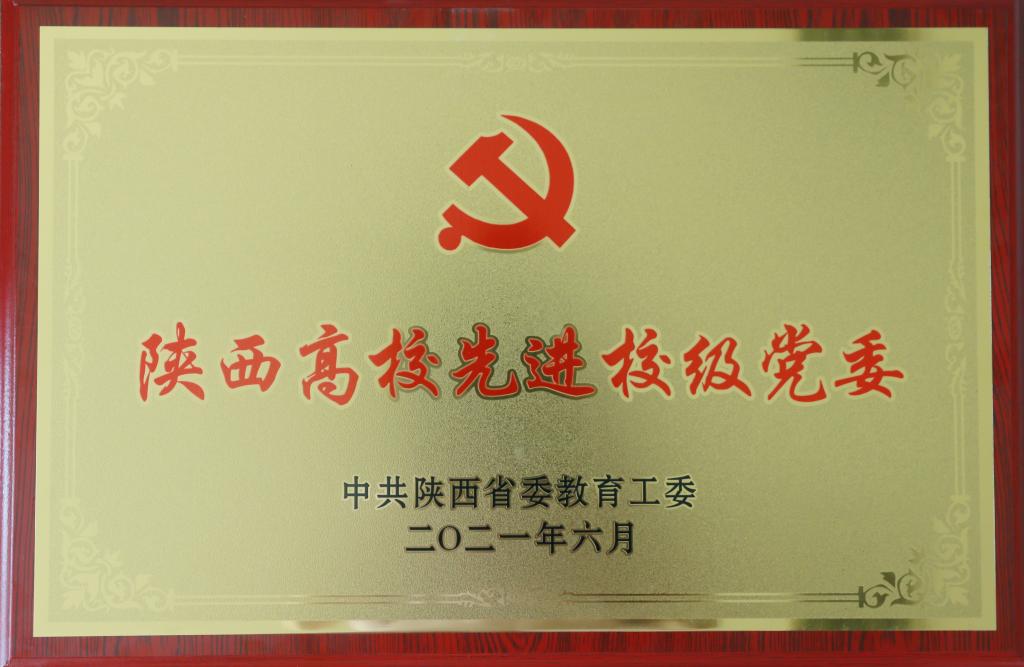 陕西高校先进校级党委
中共陕西省委教育工委
二〇二一年六月